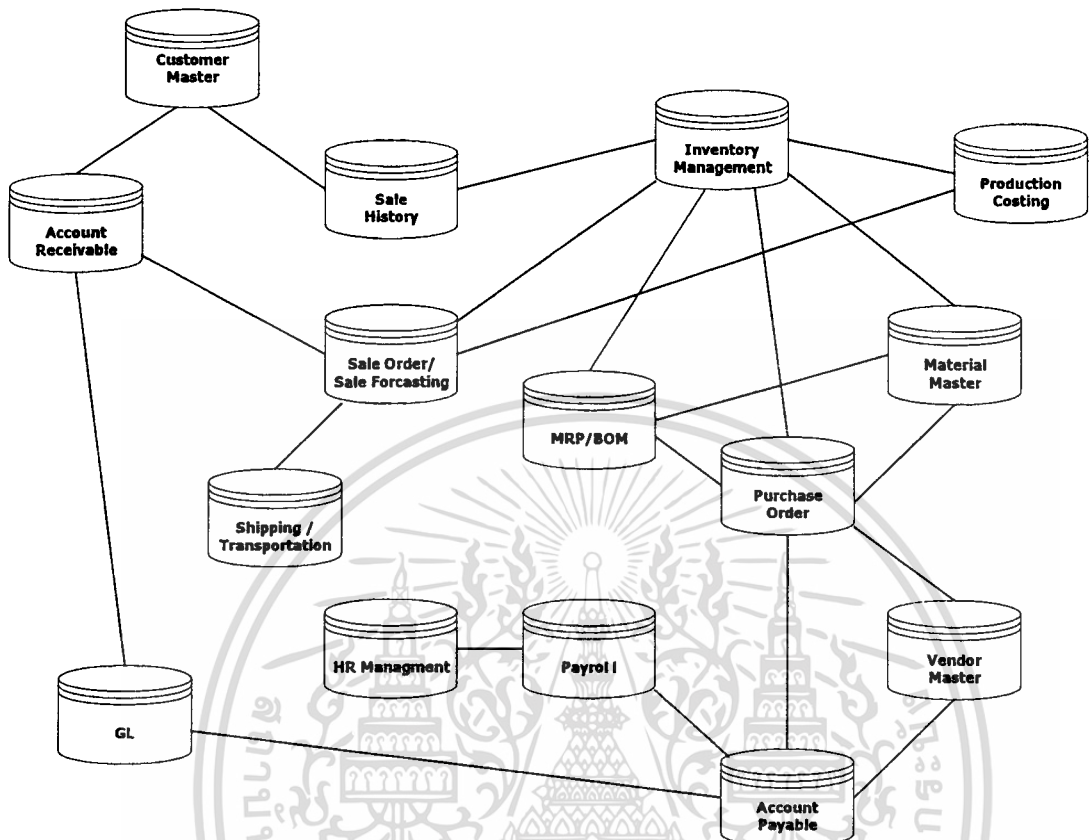 Customer
Master
Inventory
Management
Production
Costing
Sale
History
Account
Receivable
Sale Order/
Sale Forcasting
Material
Master
MRP/BOM
Purchase
Order
Shipping /
Transportation
HR Managment
Payroll
Vendor
Master
GL
Account
Payable